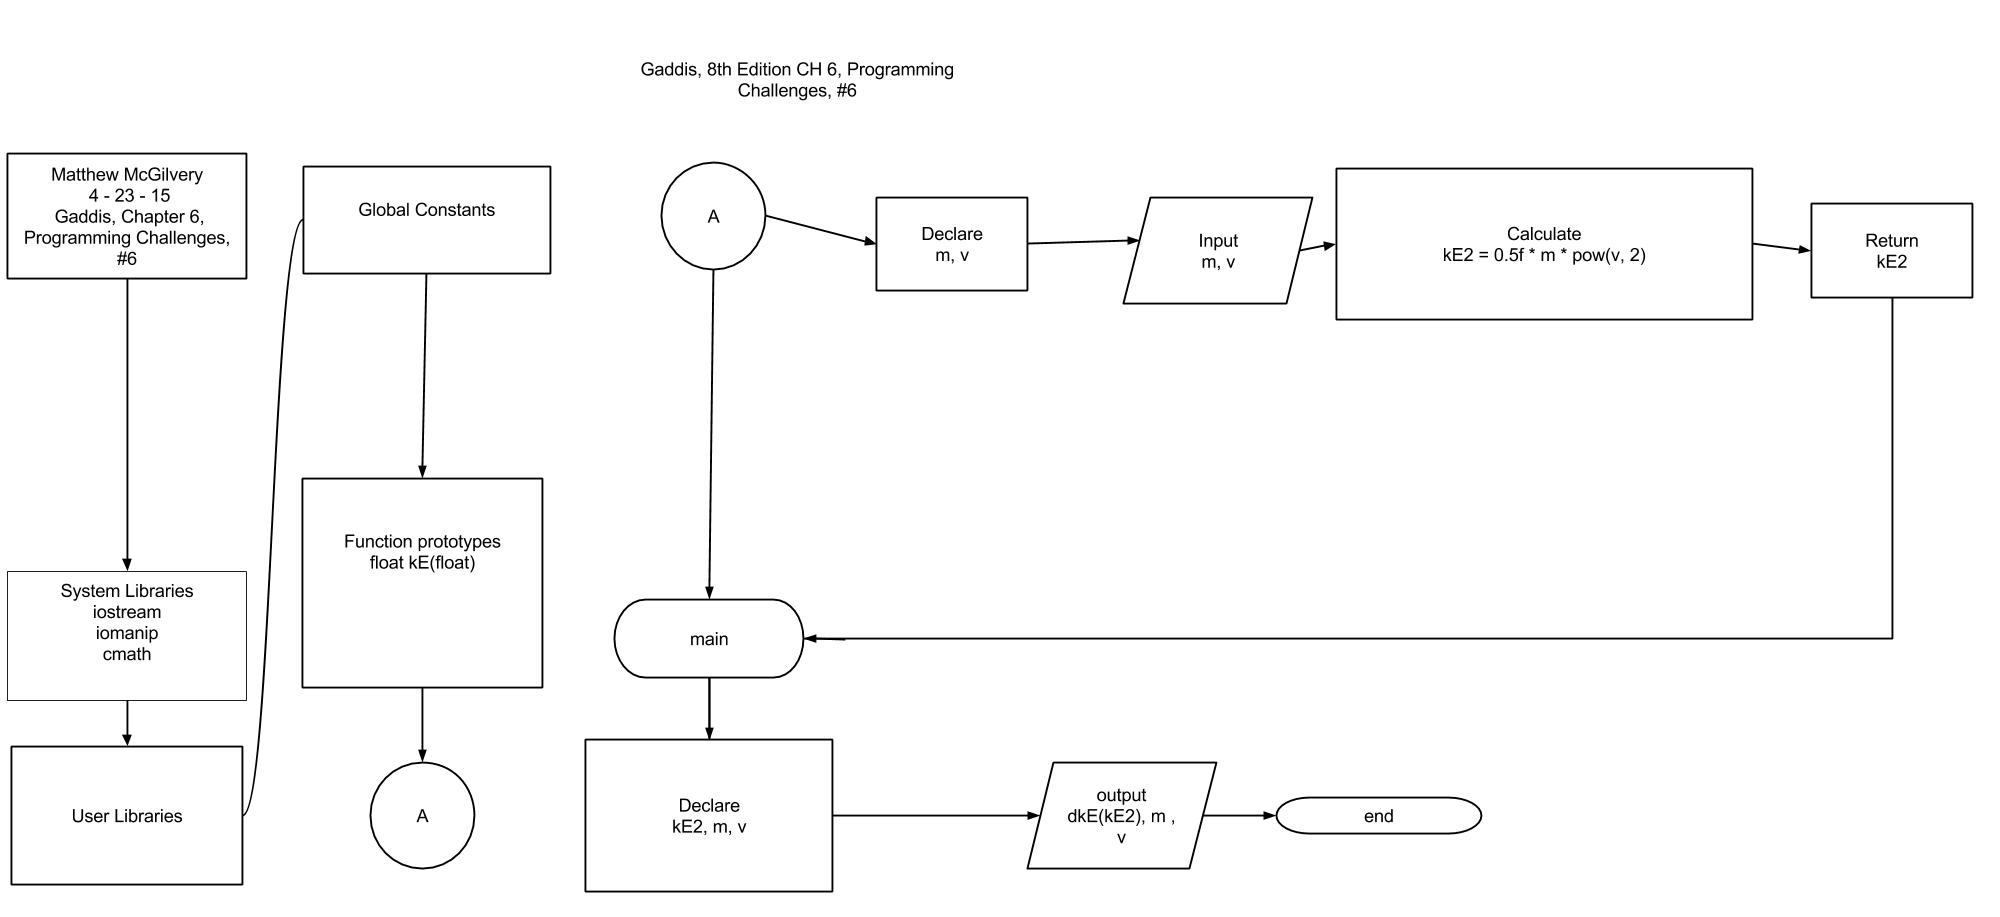 Gaddis, 8th Edition CH 6, Programming
Challenges, #6
Matthew McGilvery
4 - 23 - 15
Gaddis, Chapter 6,
Programming Challenges,
#6
System Libraries
iostream
iomanip
cmath
User Libraries
Global Constants
Function prototypes
float kE(float)
A
A
Declare
m, v
Input
m, v
Calculate
kE2 = 0.5f * m * pow(v, 2)
Return
kE2
main
Declare
kE2, m, v
output
dkE(kE2), m ,
v
end